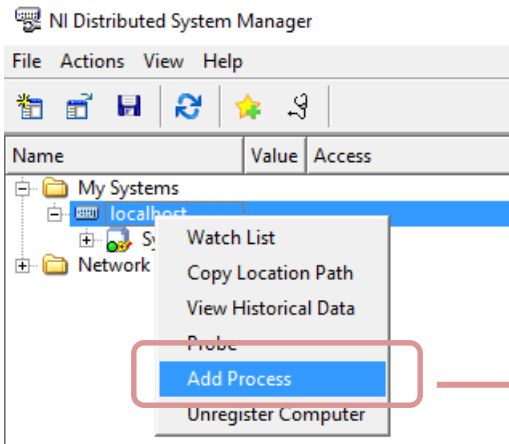 NI Distributed System Manager
File Actions View Help
Name Value Access
My Systems
localhost
Network
Watch List
Copy Location Path
View Historical Data
Probe
Add Process
Unregister Computer